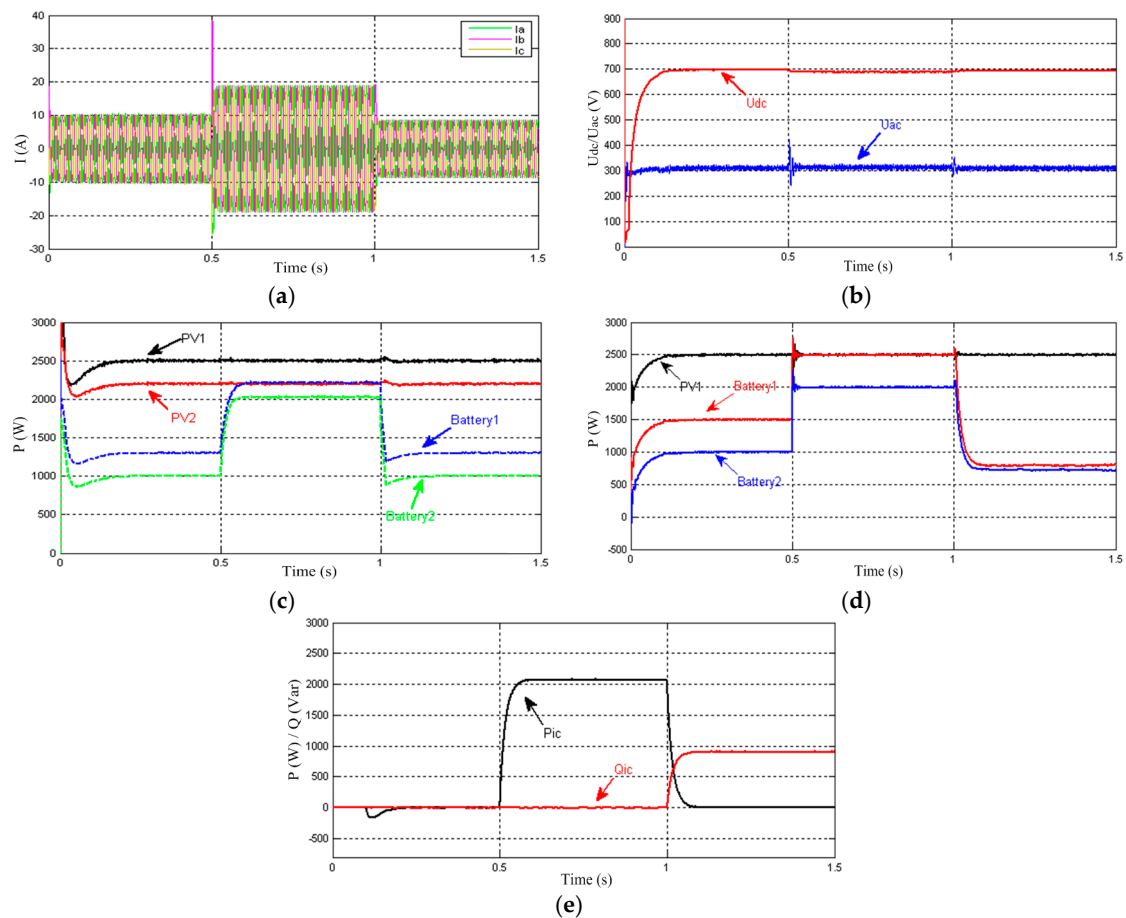 I (A)
40
30
20
10
0
-10
-20
-30
Ia
Ib
Ic
0
0.5
1
1.5
Time (s)
(a)
Udc/Uac (V)
900
800
700
600
500
400
300
200
100
0
Udc
Uac
0
0.5
1
1.5
Time (s)
(b)
P (W)
3000
2500
2000
1500
1000
500
0
PV1
PV2
Battery1
Battery2
0
0.5
1
1.5
Time (s)
(c)
P (W)
3000
2500
2000
1500
1000
500
0
-500
PV1
Battery1
Battery2
0
0.5
1
1.5
Time (s)
(d)
P (W) / Q (Var)
3000
2500
2000
1500
1000
500
0
-500
Pic
Qic
0
0.5
1
1.5
Time (s)
(e)